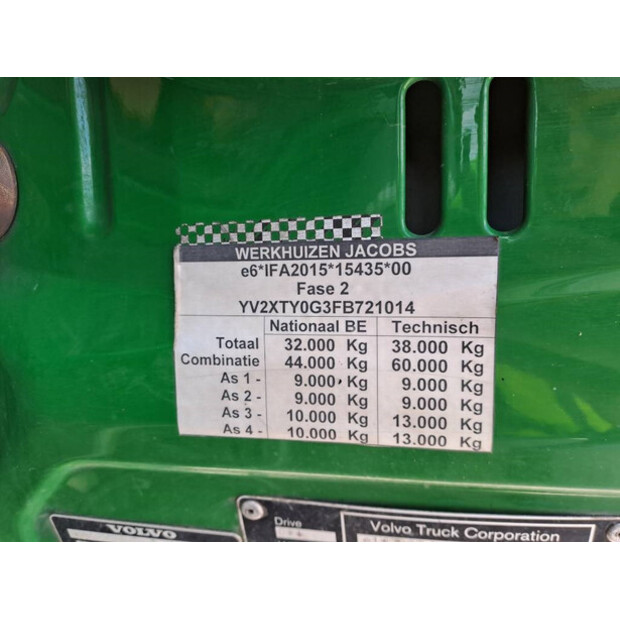 WERKHUIZEN JACOBS
e6*IFA2015*15435*00
Fase 2
YV2XTY0G3FB721014
Nationaal BE Technisch
Totaal 32.000 Kg 38.000 Kg
Combinatie 44.000 Kg 60.000 Kg
As 1 - 9.000 Kg 9.000 Kg
As 2 - 9.000 Kg 9.000 Kg
As 3 - 10.000 Kg 13.000 Kg
As 4 - 10.000 Kg 13.000 Kg
VOLVO
Drive
Volvo Truck Corporation